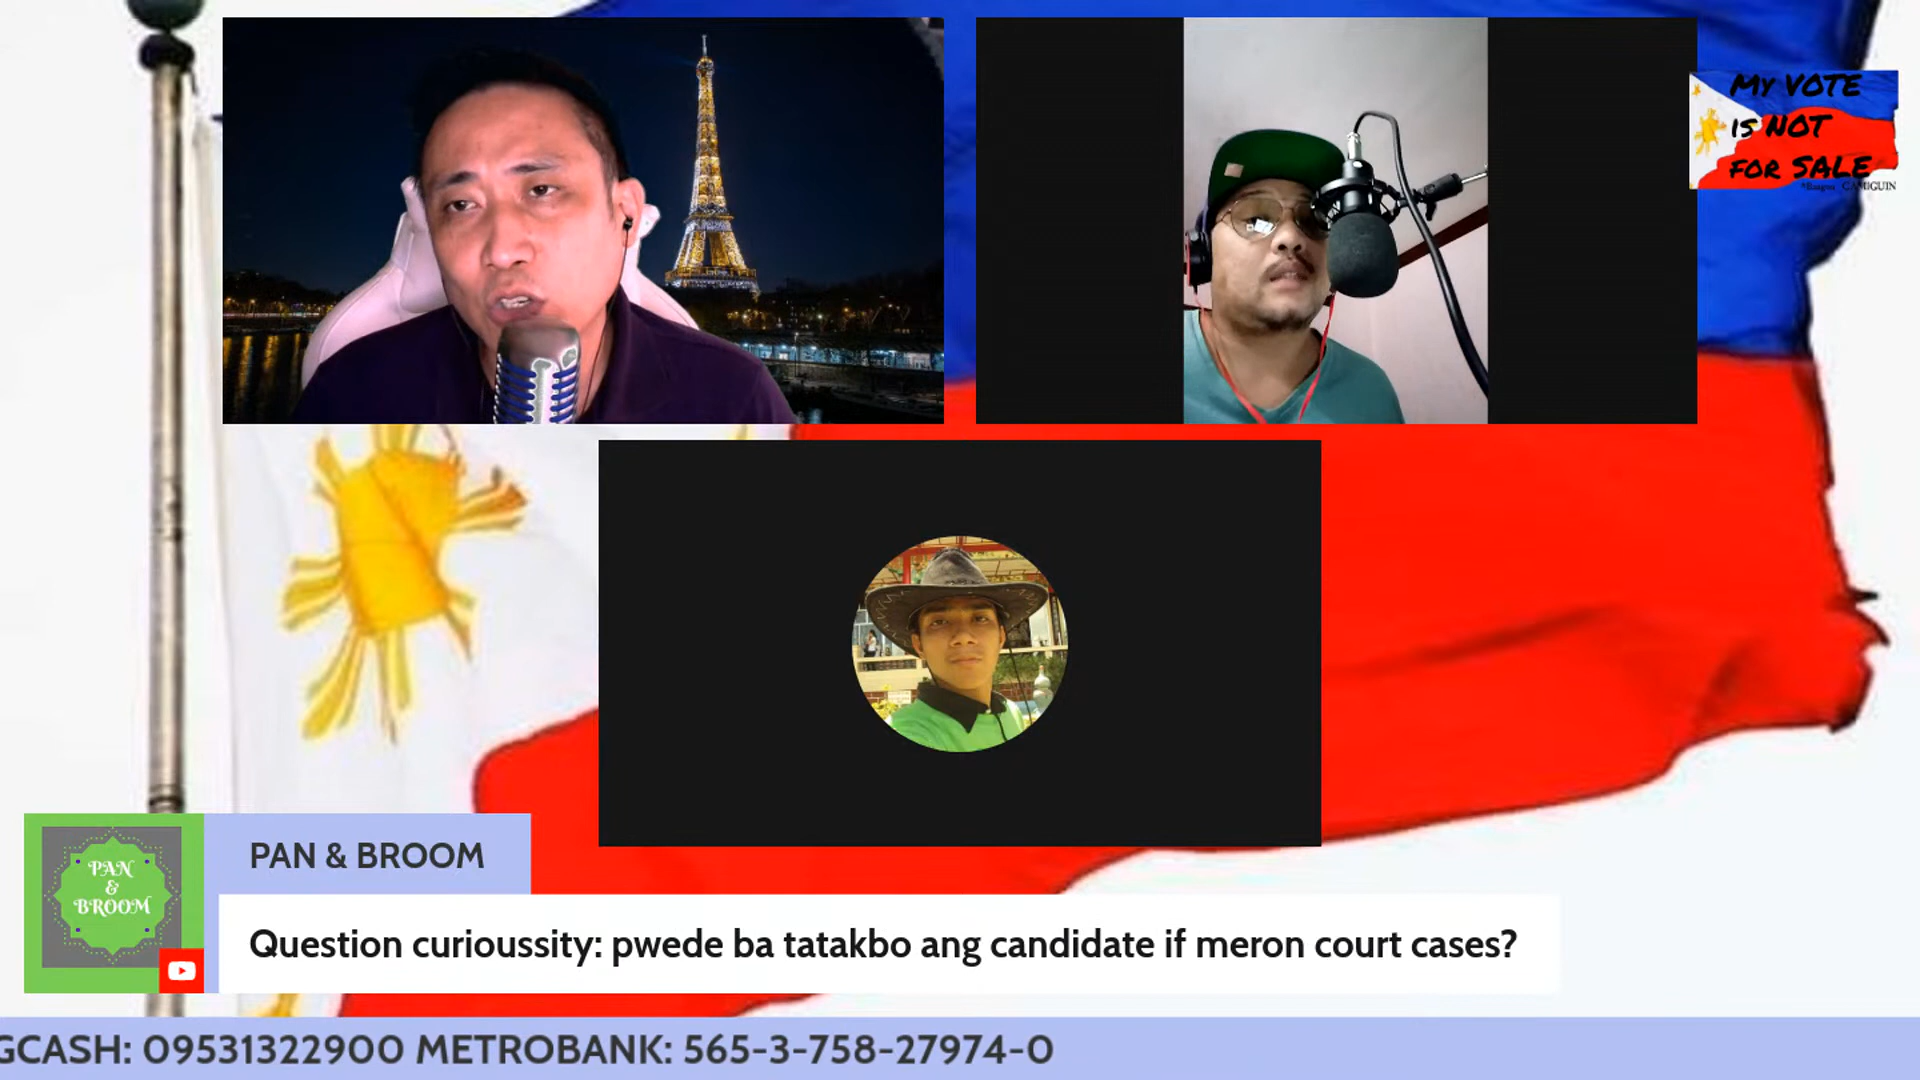 My VOTE
is NOT
FOR SALE
CAMIGUIN
PAN
&
BROOM
PAN & BROOM
Question curioussity: pwede ba tatakbo ang candidate if meron court cases?
GCASH: 09531322900 METROBANK: 565-3-758-27974-0